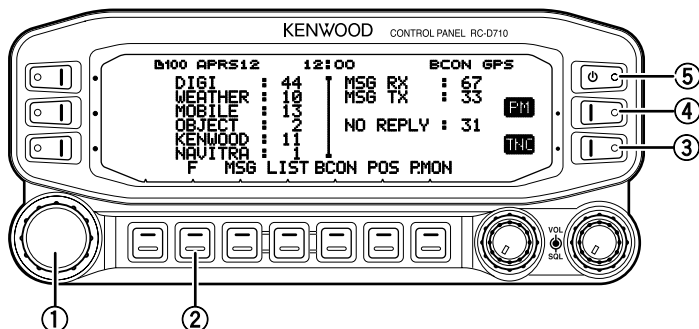 KENWOOD CONTROL PANEL RC-D710
100 APRS12 12:00 BCON GPS
DIGI : 44 MSG RX : 67
WEATHER : 10 MSG TX : 33
MOBILE : 13 PM
OBJECT : 2 NO REPLY : 31
KENWOOD : 11 TNC
NAVITRA : 1
F MSG LIST BCON POS P.MON
VOL
SQL
5
4
3
1
2